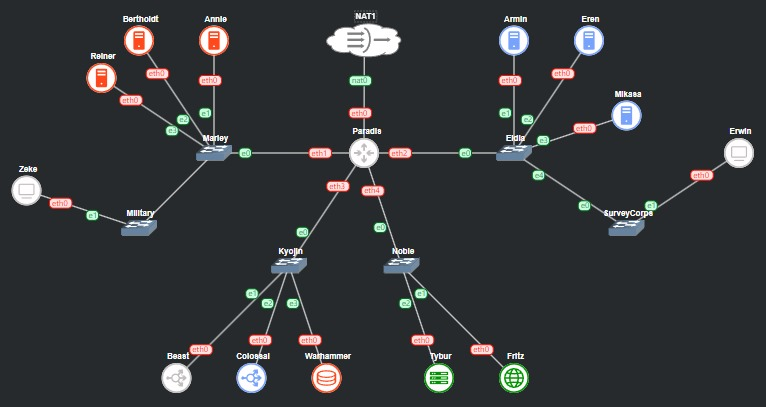 NAT1
Bertholdt
Annie
Armin
Eren
Reiner
eth0
eth0
nat0
eth0
eth0
Mikasa
eth0
eth0
e1
e2
e3
eth0
e1
e2
eth0
Erwin
Marley
Paradis
Eldia
e3
e0
eth1
eth2
e0
Zeke
eth0
e4
eth0
eth3
eth4
e1
Military
e0
e1
SurveyCorps
e0
e0
Kyojin
Noble
e1
e2
e3
e2
e1
eth0
eth0
eth0
eth0
eth0
Beast
Colossal
Warhammer
Tybur
Fritz